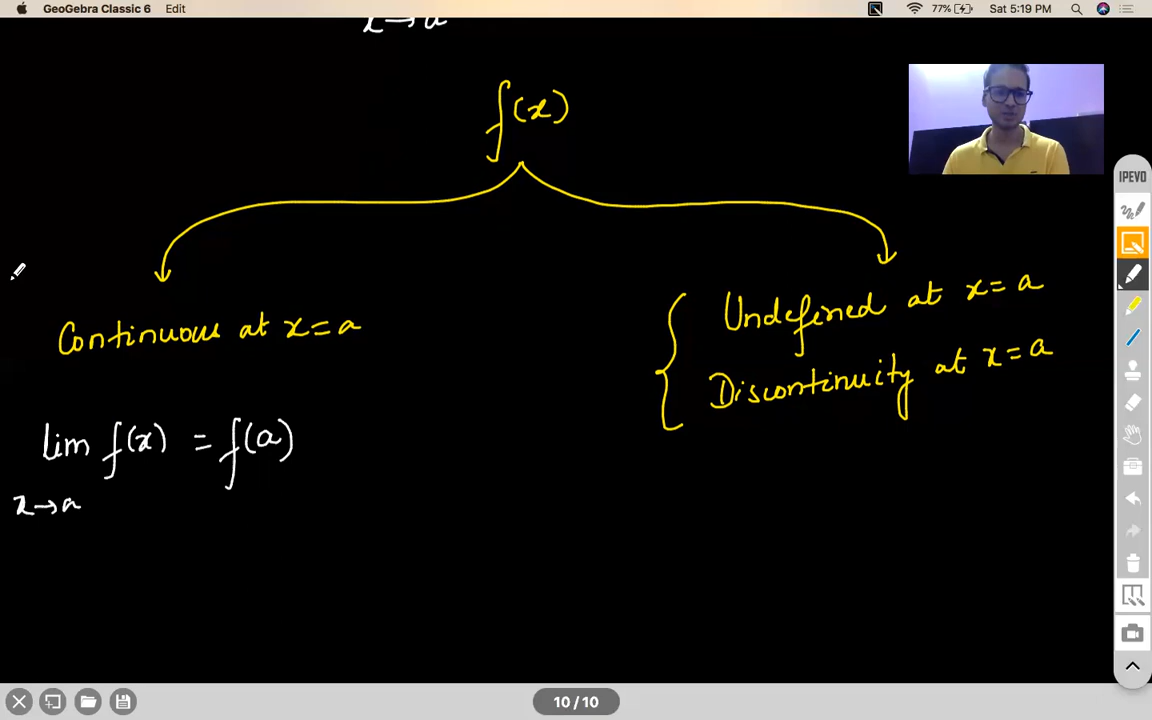 GeoGebra Classic 6 Edit 77% Sat 5:19 PM
x→a
f(x)
IPEVO
Continuous at x=a
Undefined at x=a
Discontinuity at x=a
lim f(x) = f(a)
x→a
10/10